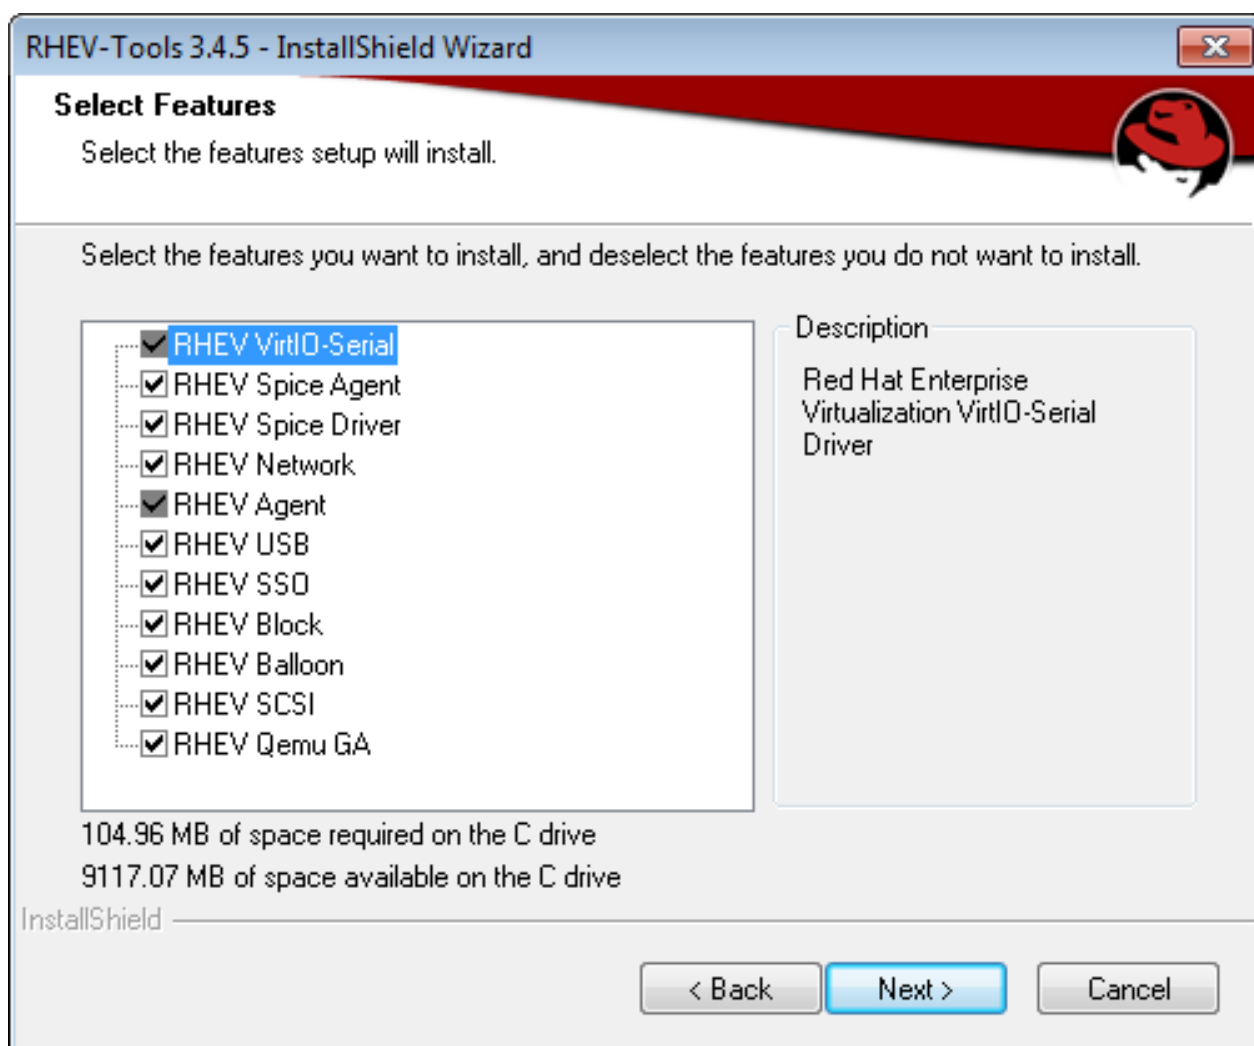 RHEV-Tools 3.4.5 - InstallShield Wizard
Select Features
Select the features setup will install.
Select the features you want to install, and deselect the features you do not want to install.
RHEV VirtIO-Serial
RHEV Spice Agent
RHEV Spice Driver
RHEV Network
RHEV Agent
RHEV USB
RHEV SSO
RHEV Block
RHEV Balloon
RHEV SCSI
RHEV Qemu GA
Description
Red Hat Enterprise
Virtualization VirtIO-Serial
Driver
104.96 MB of space required on the C drive
9117.07 MB of space available on the C drive
InstallShield
< Back
Next >
Cancel